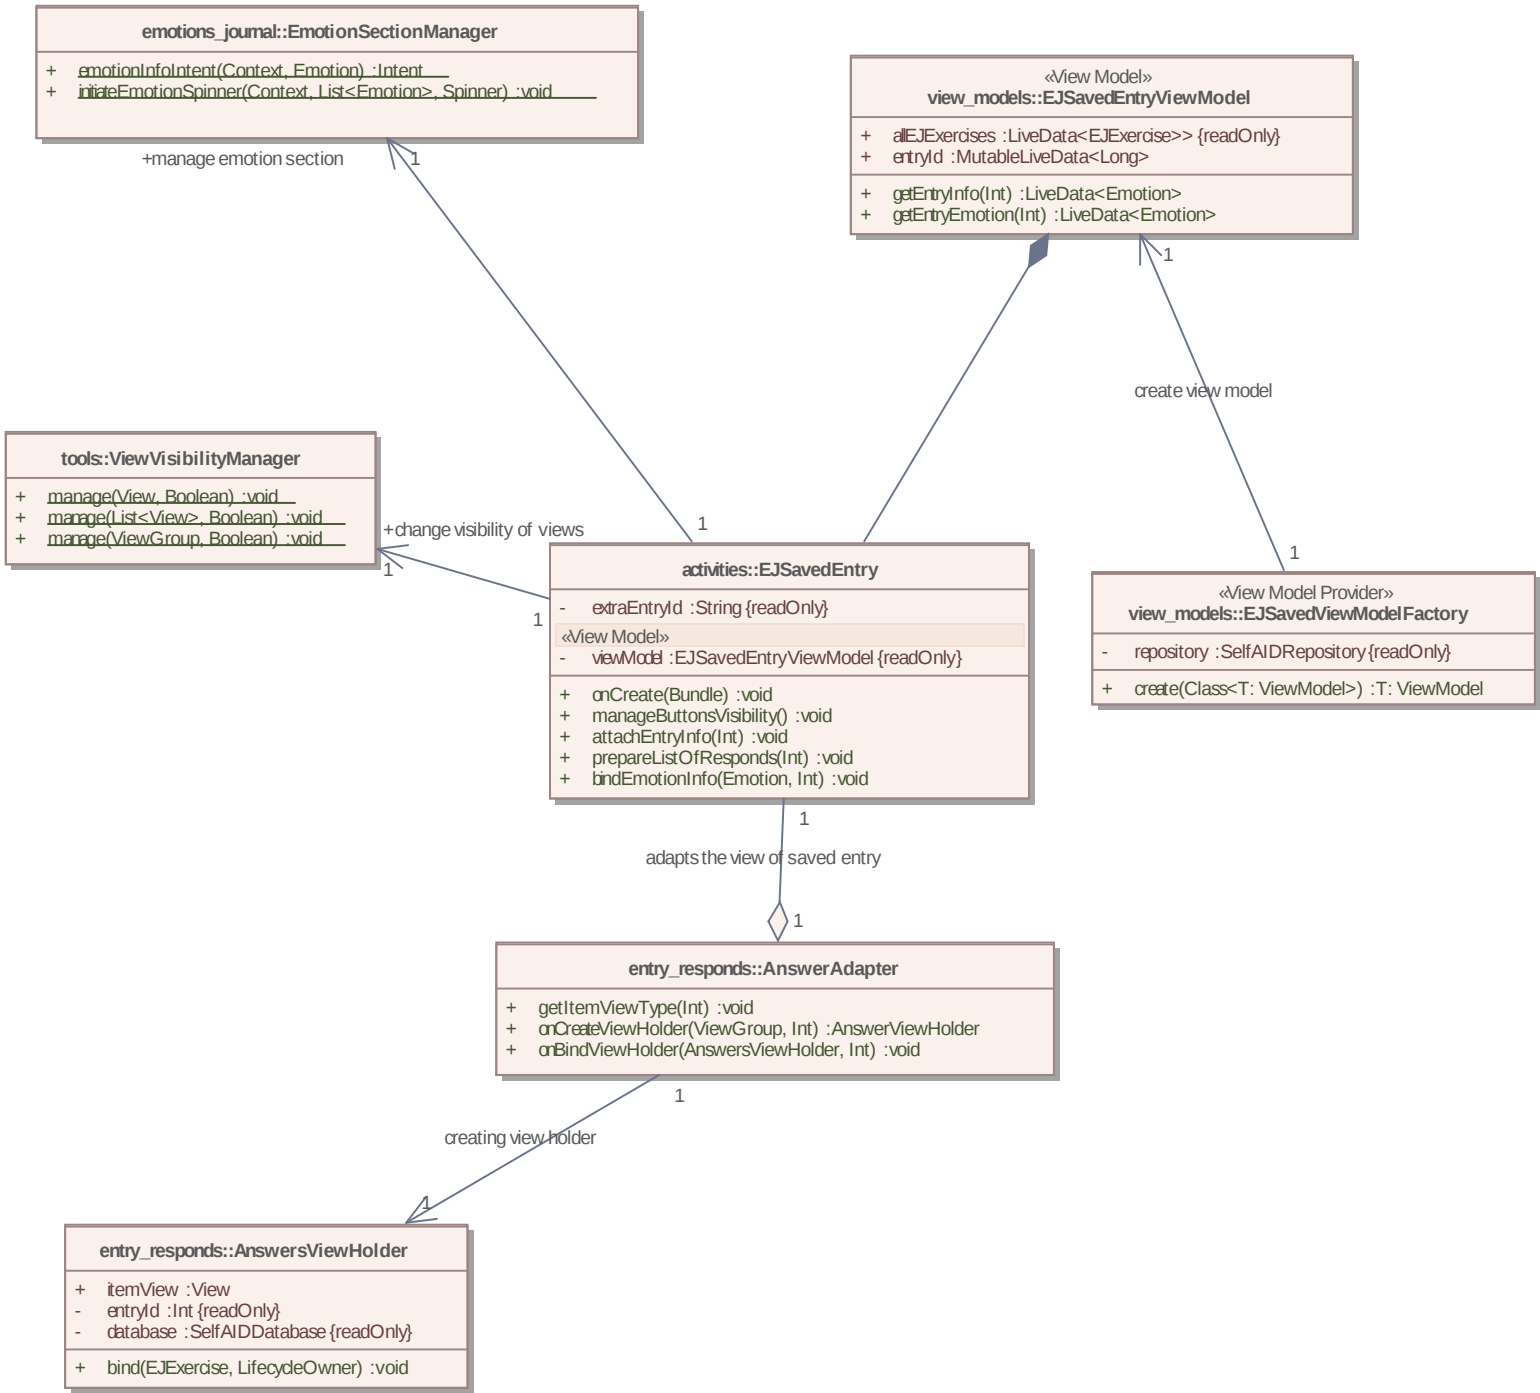 emotions_journal::EmotionSectionManager
+ emotionInfoIntent(Context, Emotion) :Intent
+ initiateEmotionSpinner(Context, List<Emotion>, Spinner) :void
+manage emotion section
1
«View Model»
view_models::EJSavedEntryViewModel
+ allEJExercises :LiveData<EJExercise>> {readOnly}
+ entryId :MutableLiveData<Long>
+ getEntryInfo(Int) :LiveData<Emotion>
+ getEntryEmotion(Int) :LiveData<Emotion>
1
create view model
1
tools::ViewVisibilityManager
+ manage(View, Boolean) :void
+ manage(List<View>, Boolean) :void
+ manage(ViewGroup, Boolean) :void
+change visibility of views
1
1
1
activities::EJSavedEntry
- extraEntryId :String {readOnly}
«View Model»
- viewModel :EJSavedEntryViewModel {readOnly}
+ onCreate(Bundle) :void
+ manageButtonsVisibility() :void
+ attachEntryInfo(Int) :void
+ prepareListOfResponds(Int) :void
+ bindEmotionInfo(Emotion, Int) :void
«View Model Provider»
view_models::EJSavedViewModelFactory
- repository :SelfAIDRepository {readOnly}
+ create(Class<T: ViewModel>) :T: ViewModel
1
adapts the view of saved entry
1
entry_responds::AnswerAdapter
+ getItemViewType(Int) :void
+ onCreateViewHolder(ViewGroup, Int) :AnswerViewHolder
+ onBindViewHolder(AnswersViewHolder, Int) :void
1
creating view holder
1
entry_responds::AnswersViewHolder
+ itemView :View
- entryId :Int {readOnly}
- database :SelfAIDDatabase {readOnly}
+ bind(EJExercise, LifecycleOwner) :void